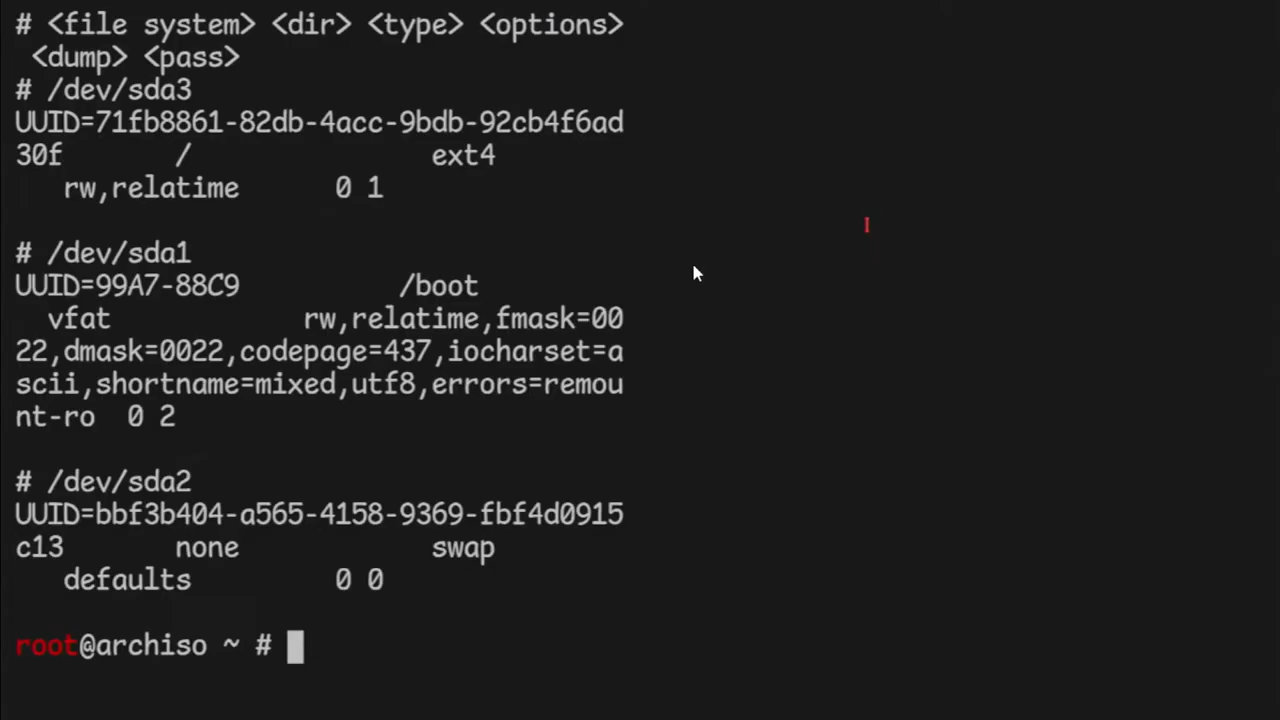 # <file system> <dir> <type> <options>
 <dump> <pass>
# /dev/sda3
UUID=71fb8861-82db-4acc-9bdb-92cb4f6ad
30f       /               ext4
   rw,relatime      0 1

# /dev/sda1
UUID=99A7-88C9          /boot
  vfat            rw,relatime,fmask=00
22,dmask=0022,codepage=437,iocharset=a
scii,shortname=mixed,utf8,errors=remou
nt-ro  0 2

# /dev/sda2
UUID=bbf3b404-a565-4158-9369-fbf4d0915
c13       none            swap
   defaults         0 0

root@archiso ~ #